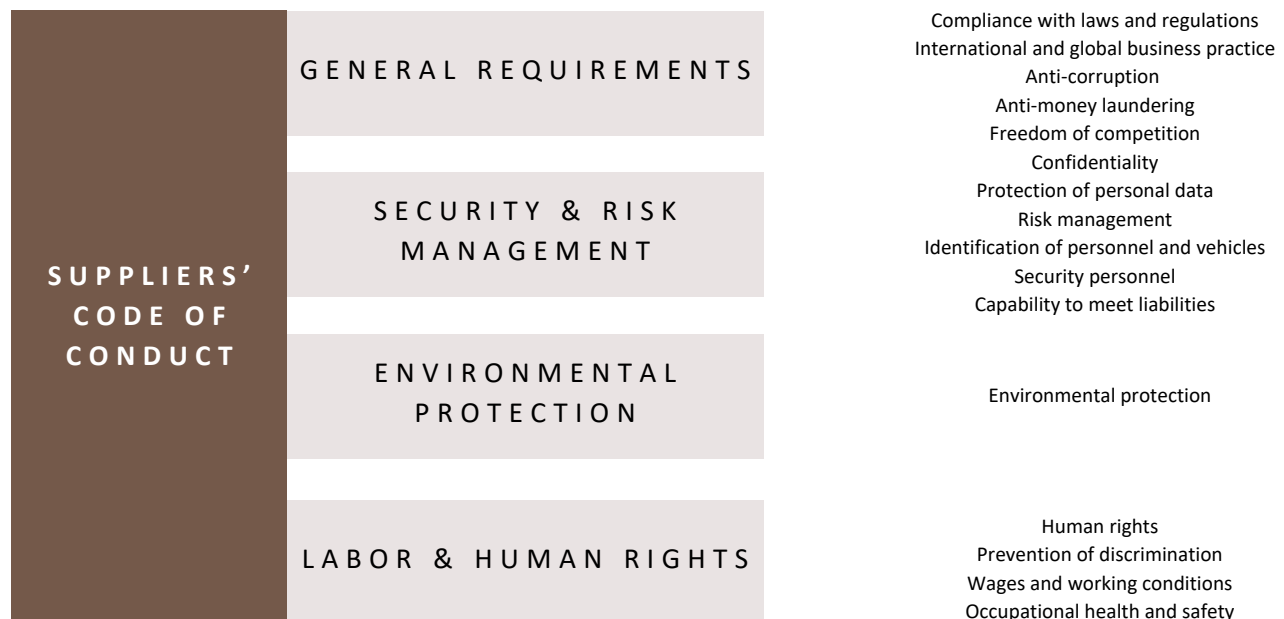 SUPPLIERS’
CODE OF
CONDUCT
GENERAL REQUIREMENTS
SECURITY & RISK
MANAGEMENT
ENVIRONMENTAL
PROTECTION
LABOR & HUMAN RIGHTS
Compliance with laws and regulations
International and global business practice
Anti-corruption
Anti-money laundering
Freedom of competition
Confidentiality
Protection of personal data
Risk management
Identification of personnel and vehicles
Security personnel
Capability to meet liabilities
Environmental protection
Human rights
Prevention of discrimination
Wages and working conditions
Occupational health and safety